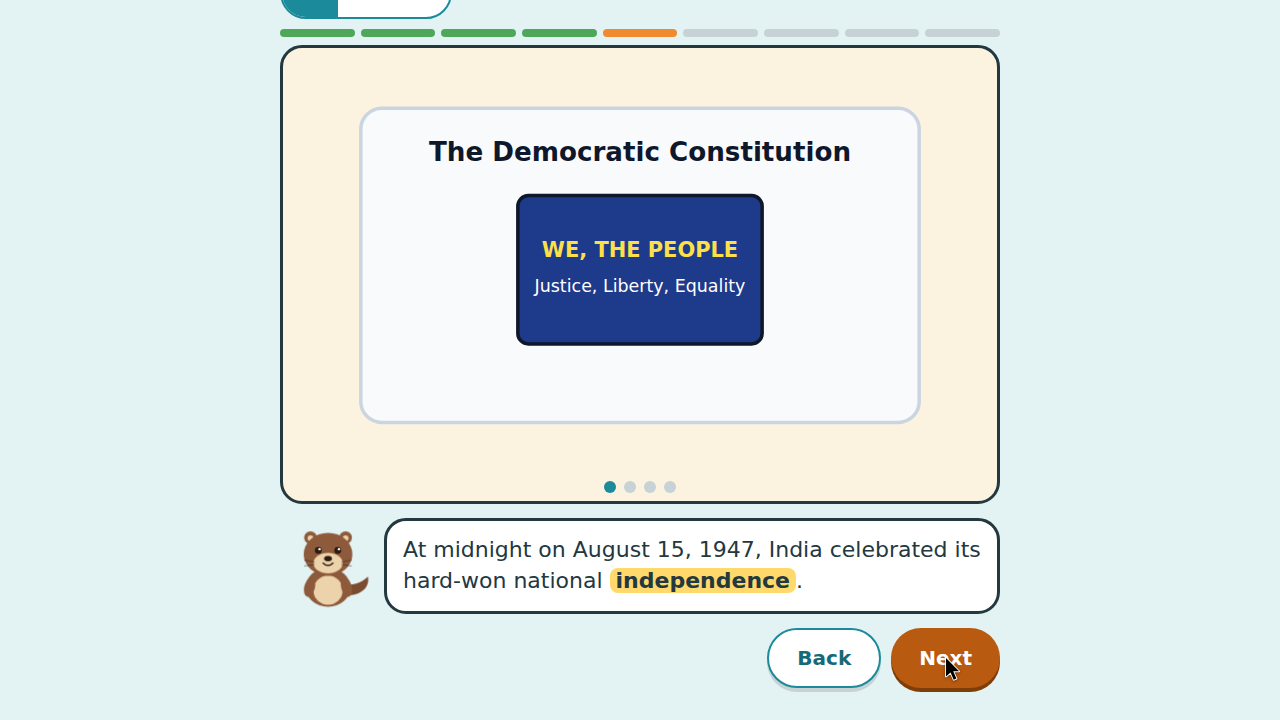 The Democratic Constitution
WE, THE PEOPLE
Justice, Liberty, Equality
At midnight on August 15, 1947, India celebrated its
hard-won national independence.
Back
Next